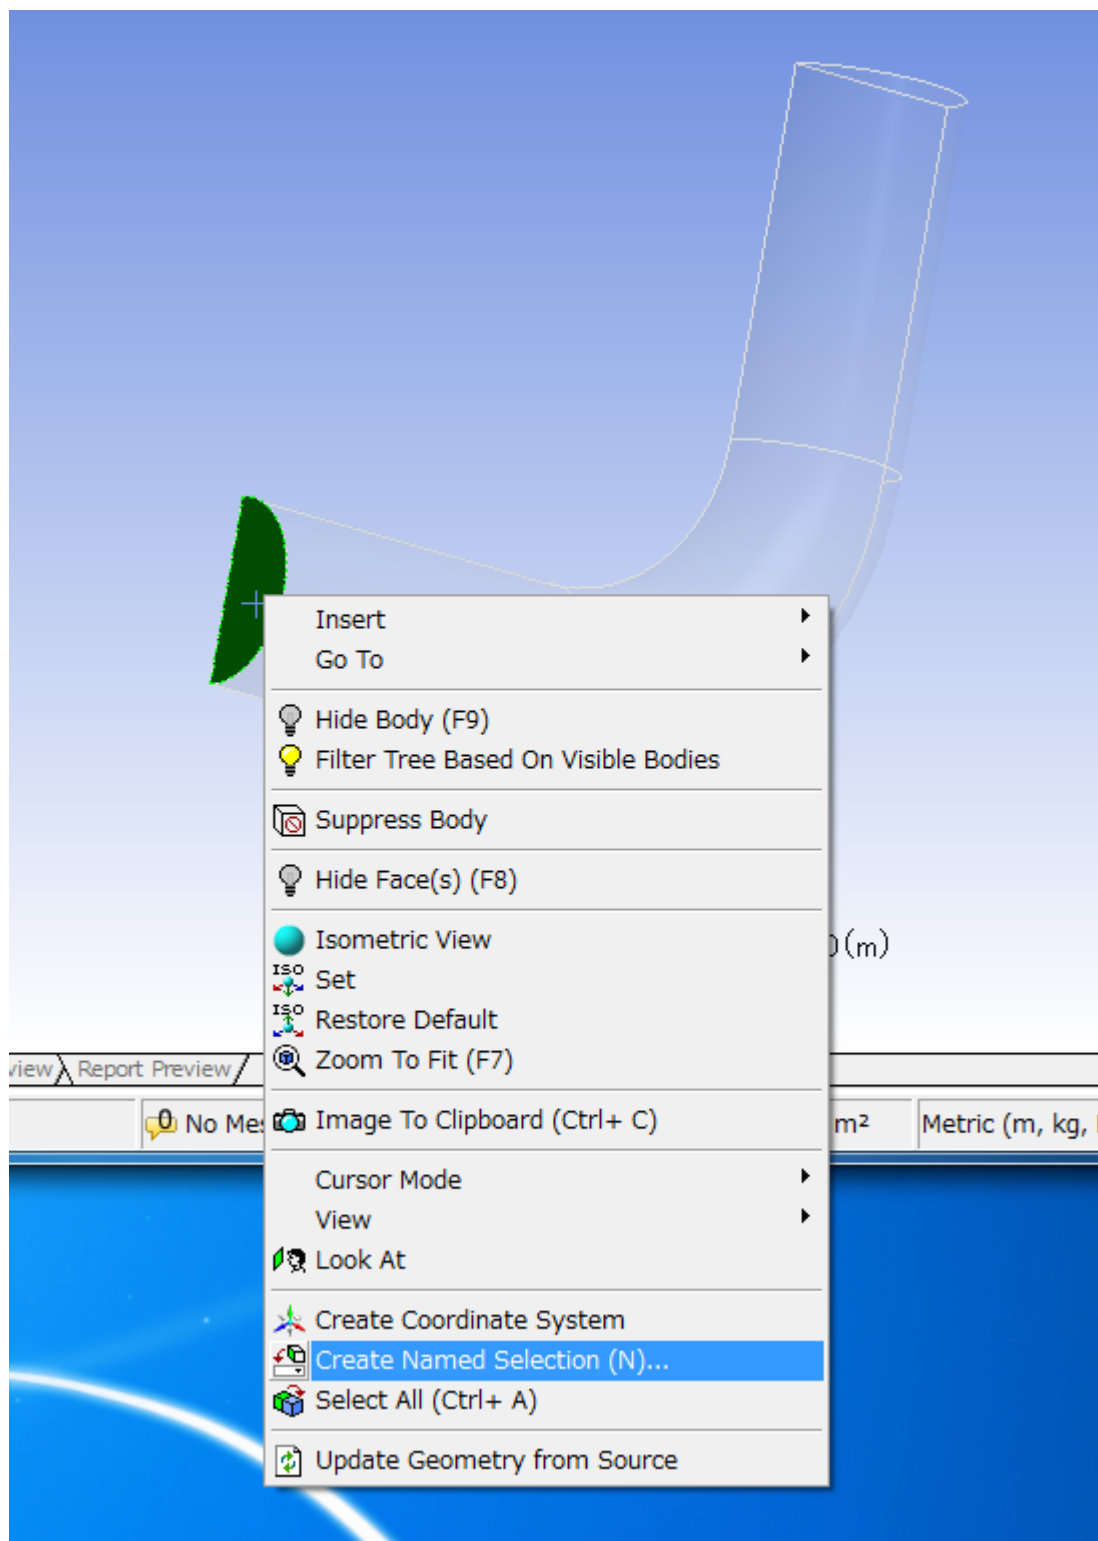 Insert
Go To
Hide Body (F9)
Filter Tree Based On Visible Bodies
Suppress Body
Hide Face(s) (F8)
Isometric View
ISO
Set
ISO
Restore Default
Zoom To Fit (F7)
(m)
Report Preview
0 No Mes
Image To Clipboard (Ctrl+ C)
m²
Metric (m, kg,
Cursor Mode
View
Look At
Create Coordinate System
Create Named Selection (N)...
Select All (Ctrl+ A)
Update Geometry from Source